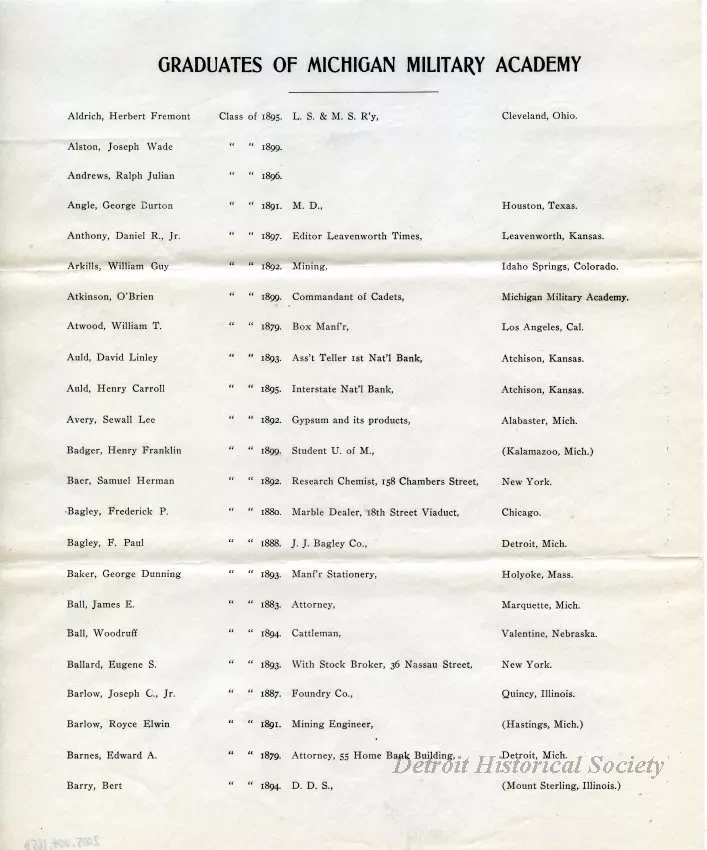 GRADUATES OF MICHIGAN MILITARY ACADEMY
Aldrich, Herbert Fremont Class of 1895. L. S. & M. S. R'y, Cleveland, Ohio.
Alston, Joseph Wade “ “ 1899.
Andrews, Ralph Julian “ “ 1896.
Angle, George Burton “ “ 1891. M. D., Houston, Texas.
Anthony, Daniel R., Jr. “ “ 1897. Editor Leavenworth Times, Leavenworth, Kansas.
Arkills, William Guy “ “ 1892. Mining, Idaho Springs, Colorado.
Atkinson, O'Brien “ “ 1899. Commandant of Cadets, Michigan Military Academy.
Atwood, William T. “ “ 1879. Box Manf'r, Los Angeles, Cal.
Auld, David Linley “ “ 1893. Ass't Teller 1st Nat'l Bank, Atchison, Kansas.
Auld, Henry Carroll “ “ 1895. Interstate Nat'l Bank, Atchison, Kansas.
Avery, Sewall Lee “ “ 1892. Gypsum and its products, Alabaster, Mich.
Badger, Henry Franklin “ “ 1899. Student U. of M., (Kalamazoo, Mich.)
Baer, Samuel Herman “ “ 1892. Research Chemist, 158 Chambers Street, New York.
Bagley, Frederick P. “ “ 1880. Marble Dealer, 18th Street Viaduct, Chicago.
Bagley, F. Paul “ “ 1888. J. J. Bagley Co., Detroit, Mich.
Baker, George Dunning “ “ 1893. Manf'r Stationery, Holyoke, Mass.
Ball, James E. “ “ 1883. Attorney, Marquette, Mich.
Ball, Woodruff “ “ 1894. Cattleman, Valentine, Nebraska.
Ballard, Eugene S. “ “ 1893. With Stock Broker, 36 Nassau Street, New York.
Barlow, Joseph C., Jr. “ “ 1887. Foundry Co., Quincy, Illinois.
Barlow, Royce Elwin “ “ 1891. Mining Engineer, (Hastings, Mich.)
Barnes, Edward A. “ “ 1879. Attorney, 55 Home Bank Building, Detroit, Mich.
Detroit Historical Society
Barry, Bert “ “ 1894. D. D. S., (Mount Sterling, Illinois.)